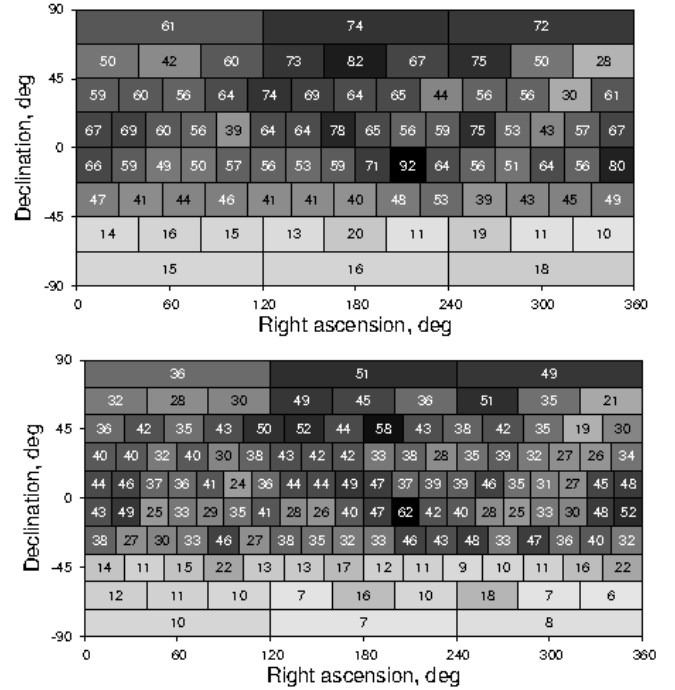 90
61 74 72
50 42 60 73 82 67 75 50 28
45
59 60 56 64 74 69 64 65 44 56 56 30 61
67 69 60 56 39 64 64 78 65 56 59 75 53 43 57 67
0
66 59 49 50 57 56 53 59 71 92 64 56 51 64 56 80
47 41 44 46 41 41 40 48 53 39 43 45 49
-45
14 16 15 13 20 11 19 11 10
15 16 18
-90
0 60 120 180 240 300 360
Declination, deg
Right ascension, deg
90
36 51 49
32 28 30 49 45 36 51 35 21
45
36 42 35 43 50 52 44 58 43 38 42 35 19 30
40 40 32 40 30 38 43 42 42 33 38 28 35 39 32 27 26 34
44 46 37 36 41 24 36 44 44 49 47 37 39 39 46 35 31 27 45 48
0
43 49 25 33 29 35 41 28 26 40 47 62 42 40 28 25 33 30 48 52
38 27 30 33 46 27 38 35 32 33 46 43 48 33 47 36 40 32
-45
14 11 15 22 13 13 17 12 11 9 10 11 16 22
12 11 10 7 16 10 18 7 6
10 7 8
-90
0 60 120 180 240 300 360
Declination, deg
Right ascension, deg